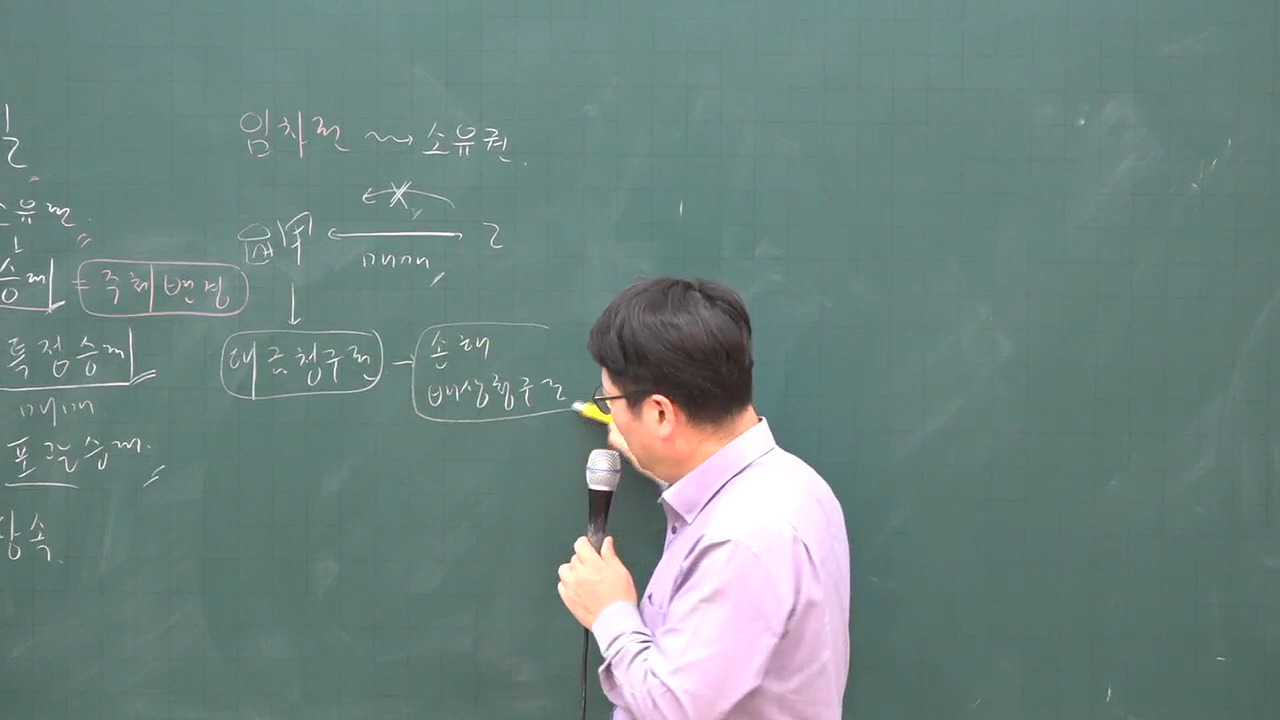 소유권
승계 = 주체변경
특정승계
매매
포괄승계
상속
임차권 → 소유권
매매
대금청구권 - 손해
배상청구권